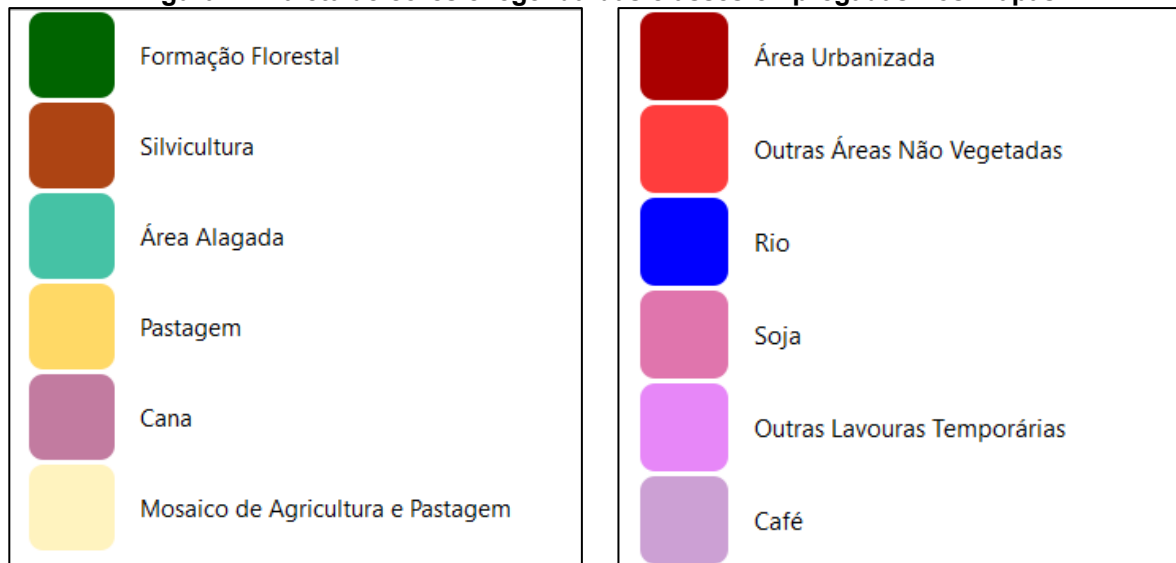 Formação Florestal
Silvicultura
Área Alagada
Pastagem
Cana
Mosaico de Agricultura e Pastagem
Área Urbanizada
Outras Áreas Não Vegetadas
Rio
Soja
Outras Lavouras Temporárias
Café